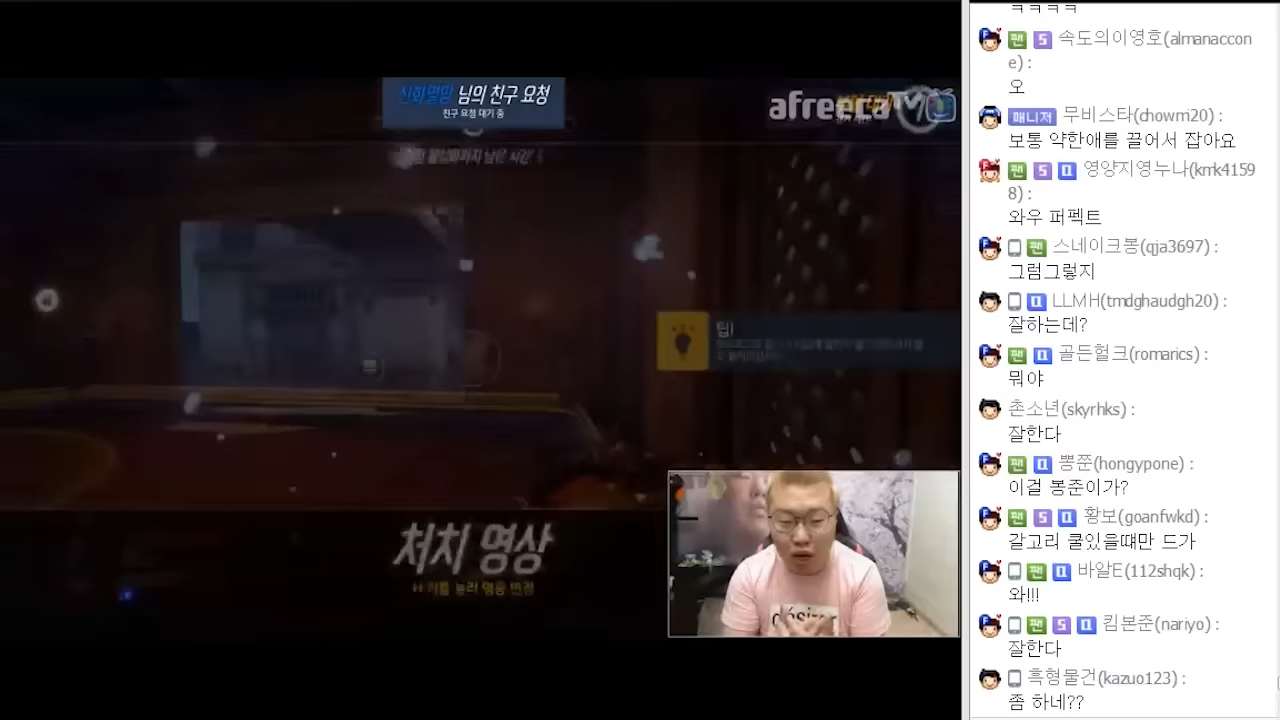 신화멸망 님의 친구 요청
친구 요청 대기 중
afreecaTV
팁!
처치 영상
ㅋㅋㅋㅋ
팬 S 속도의이영호(almanaccon
e) :
오
매니저 무비스타(chowmi20) :
보통 약한애를 끌어서 잡아요
팬 S 영양지영누나(kmk4159
8) :
와우 퍼펙트
팬 스네이크봉(qja3697) :
그럼그렇지
LLMH(tmdghaudgh20) :
잘하는데?
팬 골든헐크(romarics) :
뭐야
촌소년(skyrhks) :
잘한다
팬 뽕쭌(hongypone) :
이걸 봉준이가?
팬 S 황보(goanfwkd) :
갈고리 쿨있을때만 드가
팬 바알E(112shqk) :
와!!!
팬 S 킴본준(nariyo) :
잘한다
흑형물건(kazuo123) :
좀 하네??